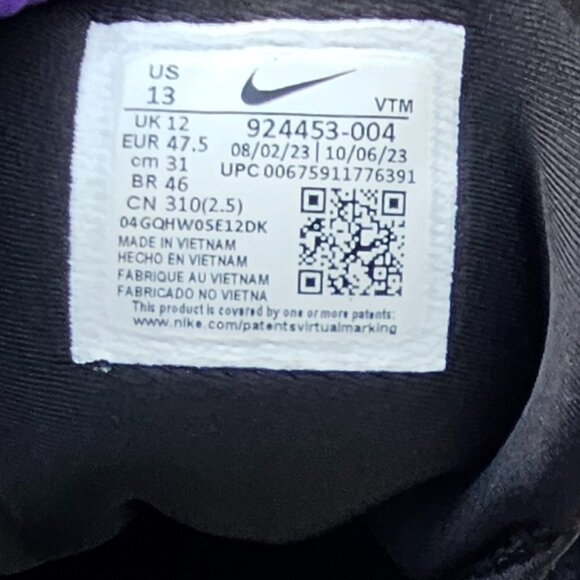 US
13
VTM
UK 12
EUR 47.5
cm 31
BR 46
CN 310(2.5)
924453-004
08/02/23 | 10/06/23
UPC 00675911776391
04GQHW05E12DK
MADE IN VIETNAM
HECHO EN VIETNAM
FABRIQUE AU VIETNAM
FABRICADO NO VIETNA
This product is covered by one or more patents:
www.nike.com/patentsvirtualmarking